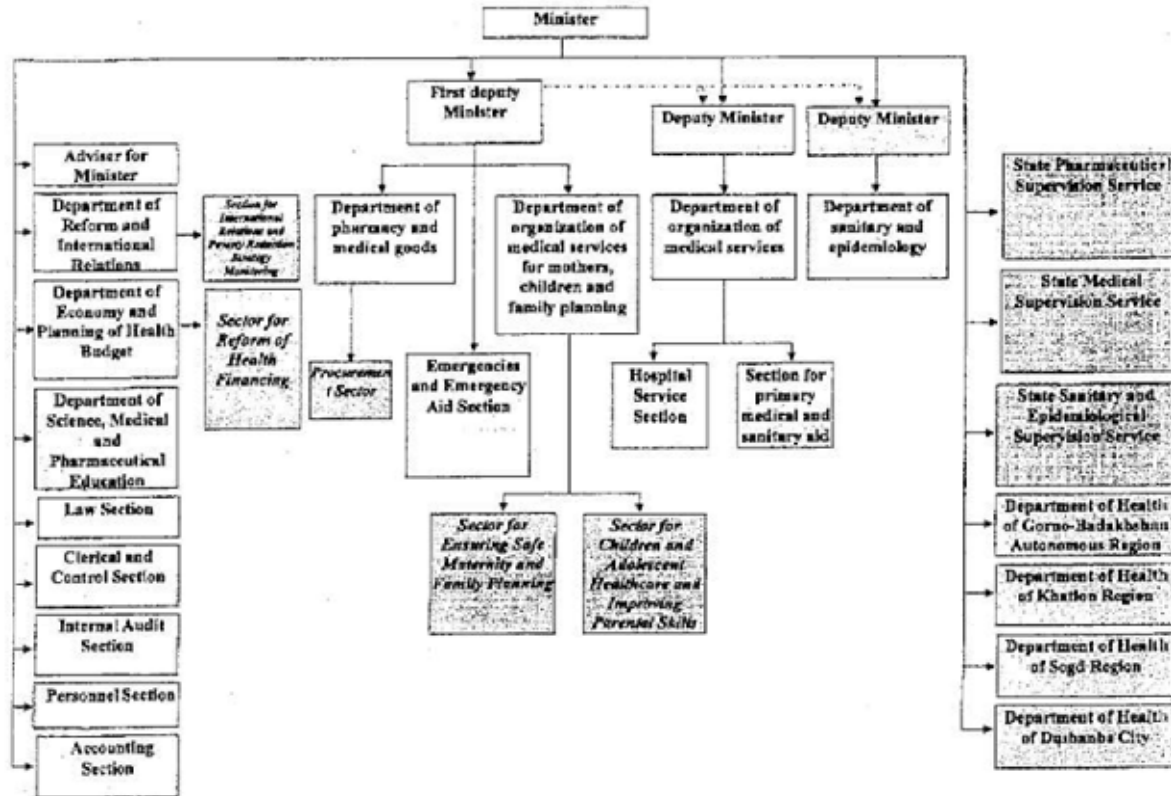 Minister
First deputy
Minister
Deputy Minister
Deputy Minister
Adviser for
Minister
Department of
Reform and
International
Relations
Section for
International
Relations and
Poverty Reduction
Strategy
Monitoring
Department of
Economy and
Planning of Health
Budget
Sector for
Reform of
Health
Financing
Department of
Science, Medical
and
Pharmaceutical
Education
Law Section
Clerical and
Control Section
Internal Audit
Section
Personnel Section
Accounting
Section
Department of
pharmacy and
medical goods
Procuremen
t Sector
Emergencies
and Emergency
Aid Section
Department of
organization of
medical services
for mothers,
children and
family planning
Sector for
Ensuring Safe
Maternity and
Family Planning
Sector for
Children and
Adolescent
Healthcare and
Improving
Parental Skills
Department of
organization of
medical services
Hospital
Service
Section
Section for
primary
medical and
sanitary aid
Department of
sanitary and
epidemiology
State Pharmaceutical
Supervision Service
State Medical
Supervision Service
State Sanitary and
Epidemiological
Supervision Service
Department of Health
of Gorno-Badakhshan
Autonomous Region
Department of Health
of Khatlon Region
Department of Health
of Sogd Region
Department of Health
of Dushanbe City